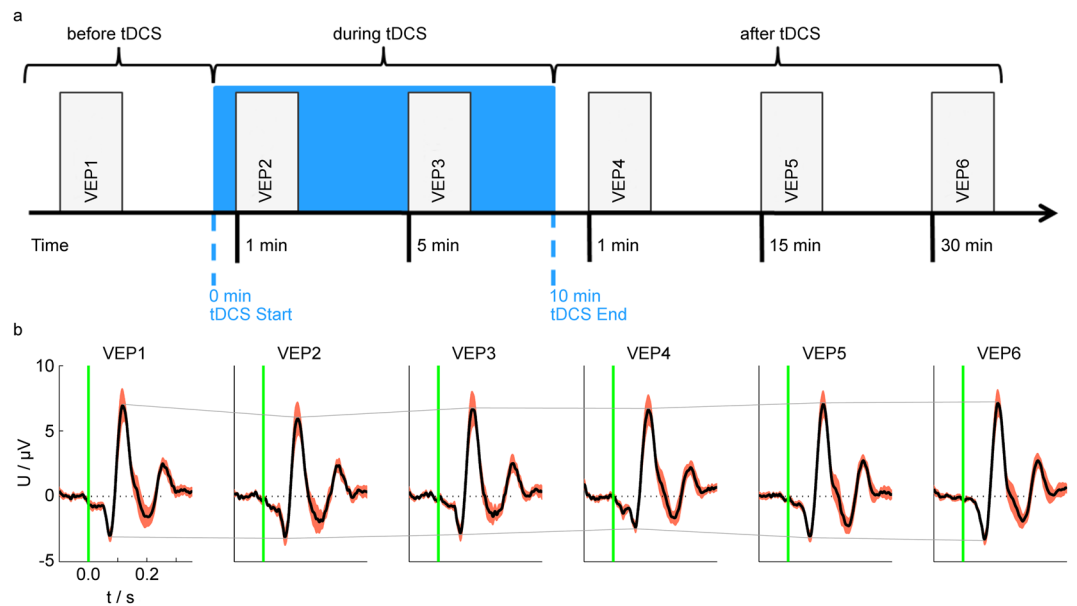 a
before tDCS during tDCS after tDCS
VEP1 VEP2 VEP3 VEP4 VEP5 VEP6
Time 1 min 5 min 1 min 15 min 30 min
0 min 10 min
tDCS Start tDCS End
b
VEP1 VEP2 VEP3 VEP4 VEP5 VEP6
10
5
0
-5
U / µV
0.0 0.2
t / s